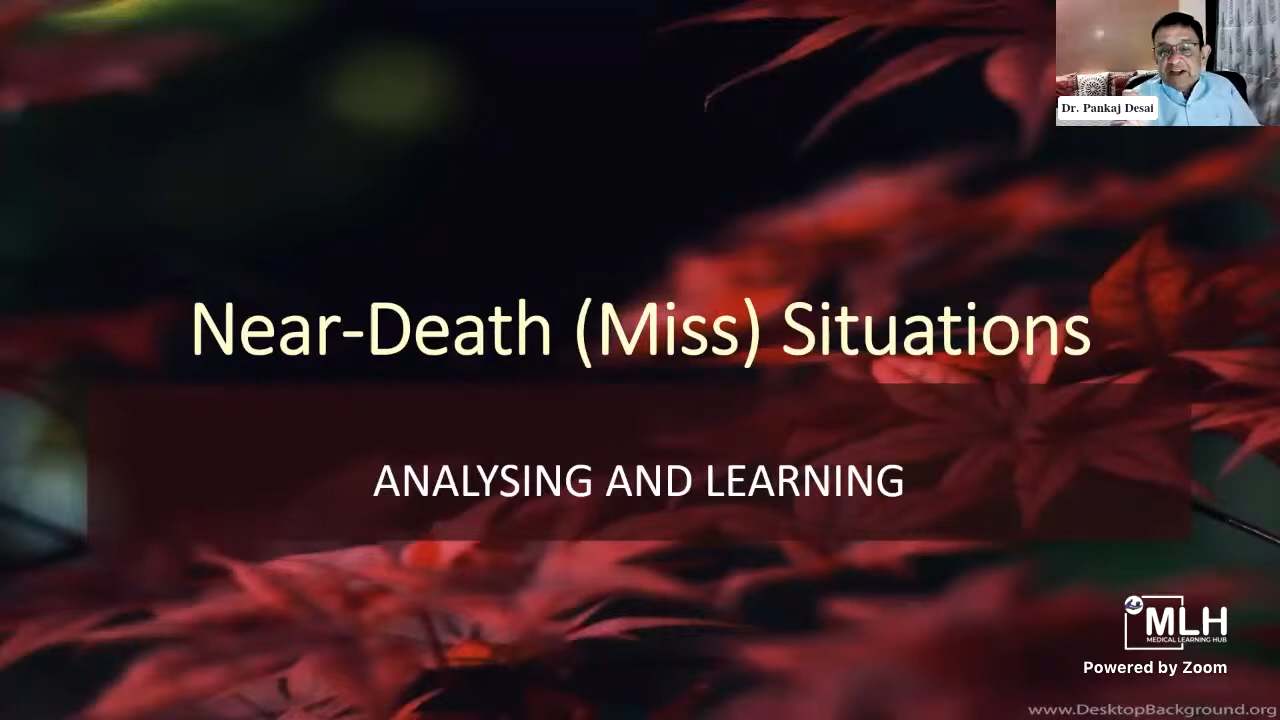 Dr. Pankaj Desai
Near-Death (Miss) Situations
ANALYSING AND LEARNING
MLH
MEDICAL LEARNING HUB
Powered by Zoom
www.DesktopBackground.org